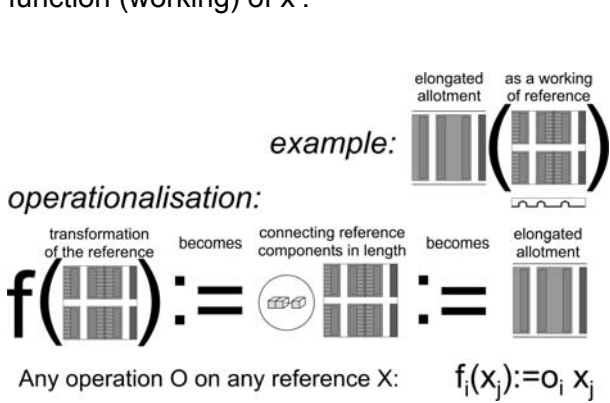 function (working) of x .
elongated allotment
as a working of reference
example:
(
)
operationalisation:
transformation of the reference
becomes
connecting reference components in length
becomes
elongated allotment
f( ) := :=
Any operation O on any reference X: fᵢ(xⱼ):=oᵢ xⱼ